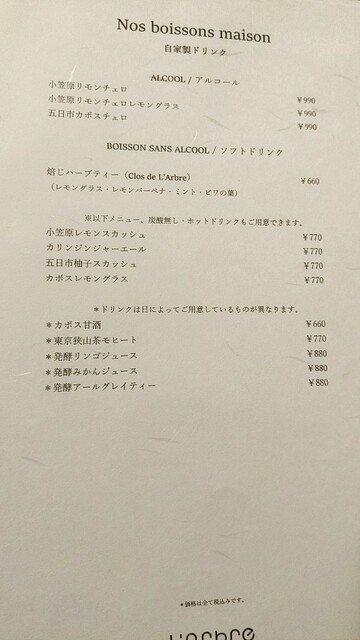 Nos boissons maison
自家製ドリンク
ALCOOL / アルコール
小笠原リモンチェロ ￥990
小笠原リモンチェロレモングラス ￥990
五日市カボスチェロ ￥990
BOISSON SANS ALCOOL / ソフトドリンク
焙じハーブティー（Clos de L'Arbre） ￥660
（レモングラス・レモンバーベナ・ミント・ビワの葉）
※以下メニュー、炭酸無し・ホットドリンクもご用意できます。
小笠原レモンスカッシュ ￥770
カリンジンジャーエール ￥770
五日市柚子スカッシュ ￥770
カボスレモングラス ￥770
＊ドリンクは日によってご用意しているものが異なります。
＊カボス甘酒 ￥660
＊東京狭山茶モヒート ￥770
＊発酵リンゴジュース ￥880
＊発酵みかんジュース ￥880
＊発酵アールグレイティー ￥880
＊価格は全て税込みです。
L'arbre